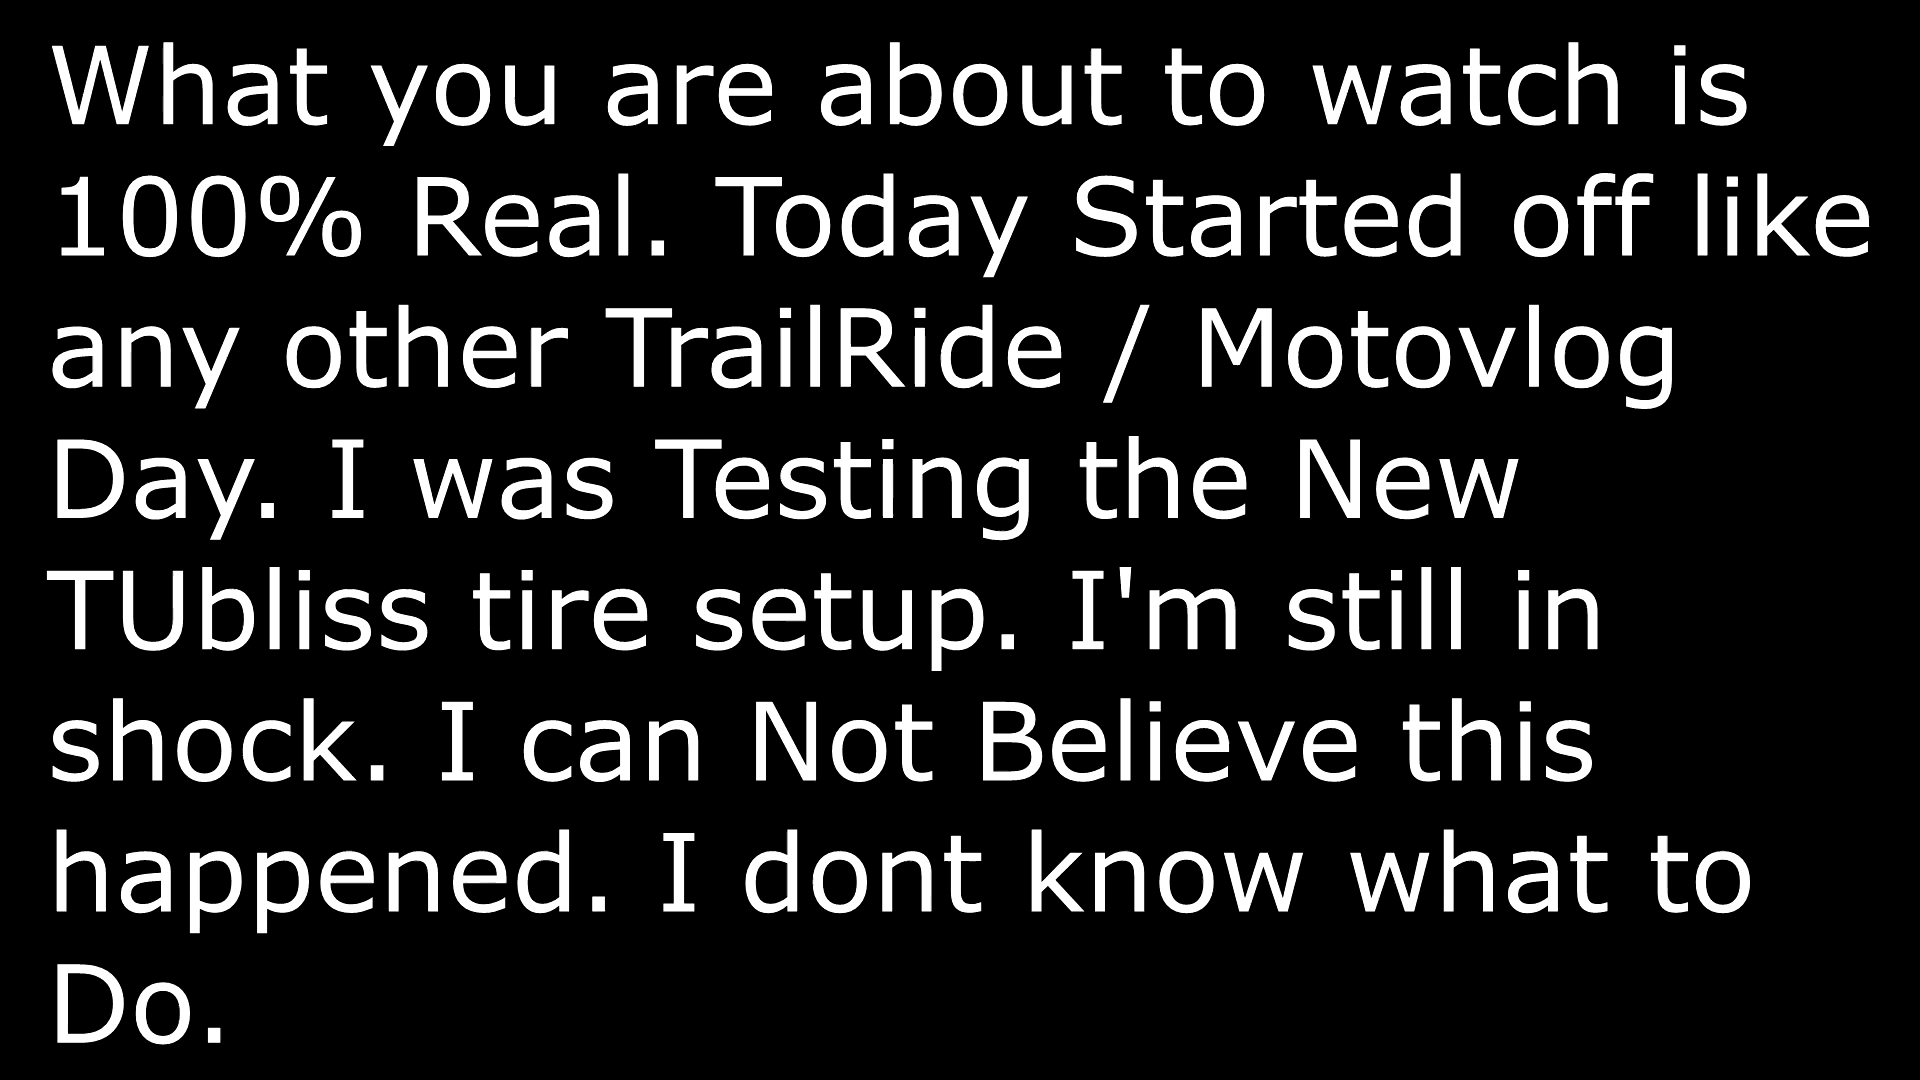 What you are about to watch is
100% Real. Today Started off like
any other TrailRide / Motovlog
Day. I was Testing the New
TUbliss tire setup. I'm still in
shock. I can Not Believe this
happened. I dont know what to
Do.